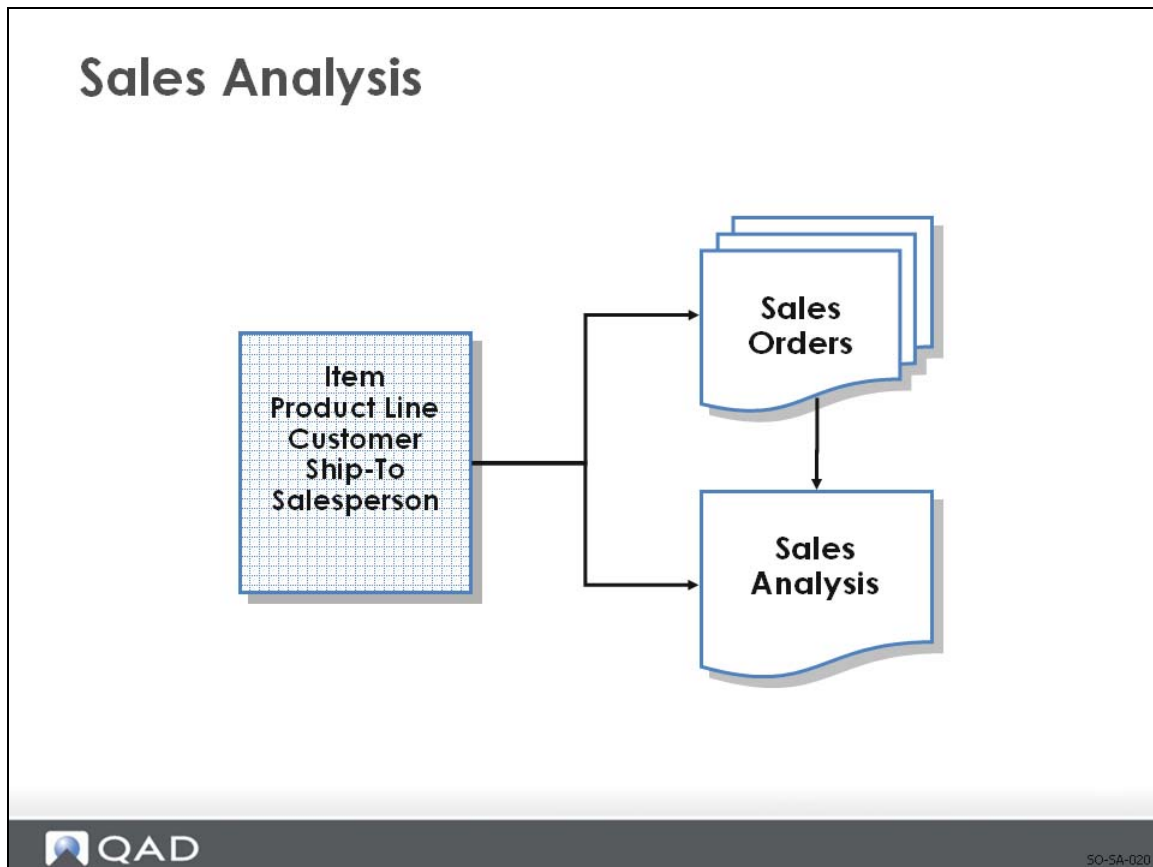 Sales Analysis
Item
Product Line
Customer
Ship-To
Salesperson
Sales
Orders
Sales
Analysis
QAD
SO-SA-020